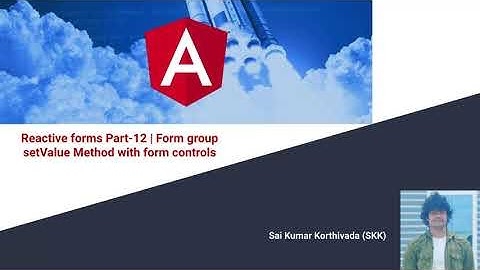 A
Reactive forms Part-12 | Form group
setValue Method with form controls
Sai Kumar Korthivada (SKK)